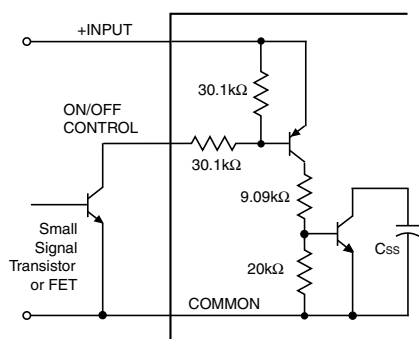 +INPUT
30.1kΩ
ON/OFF
CONTROL
30.1kΩ
9.09kΩ
Small
Signal
Transistor
or FET
CSS
20kΩ
COMMON